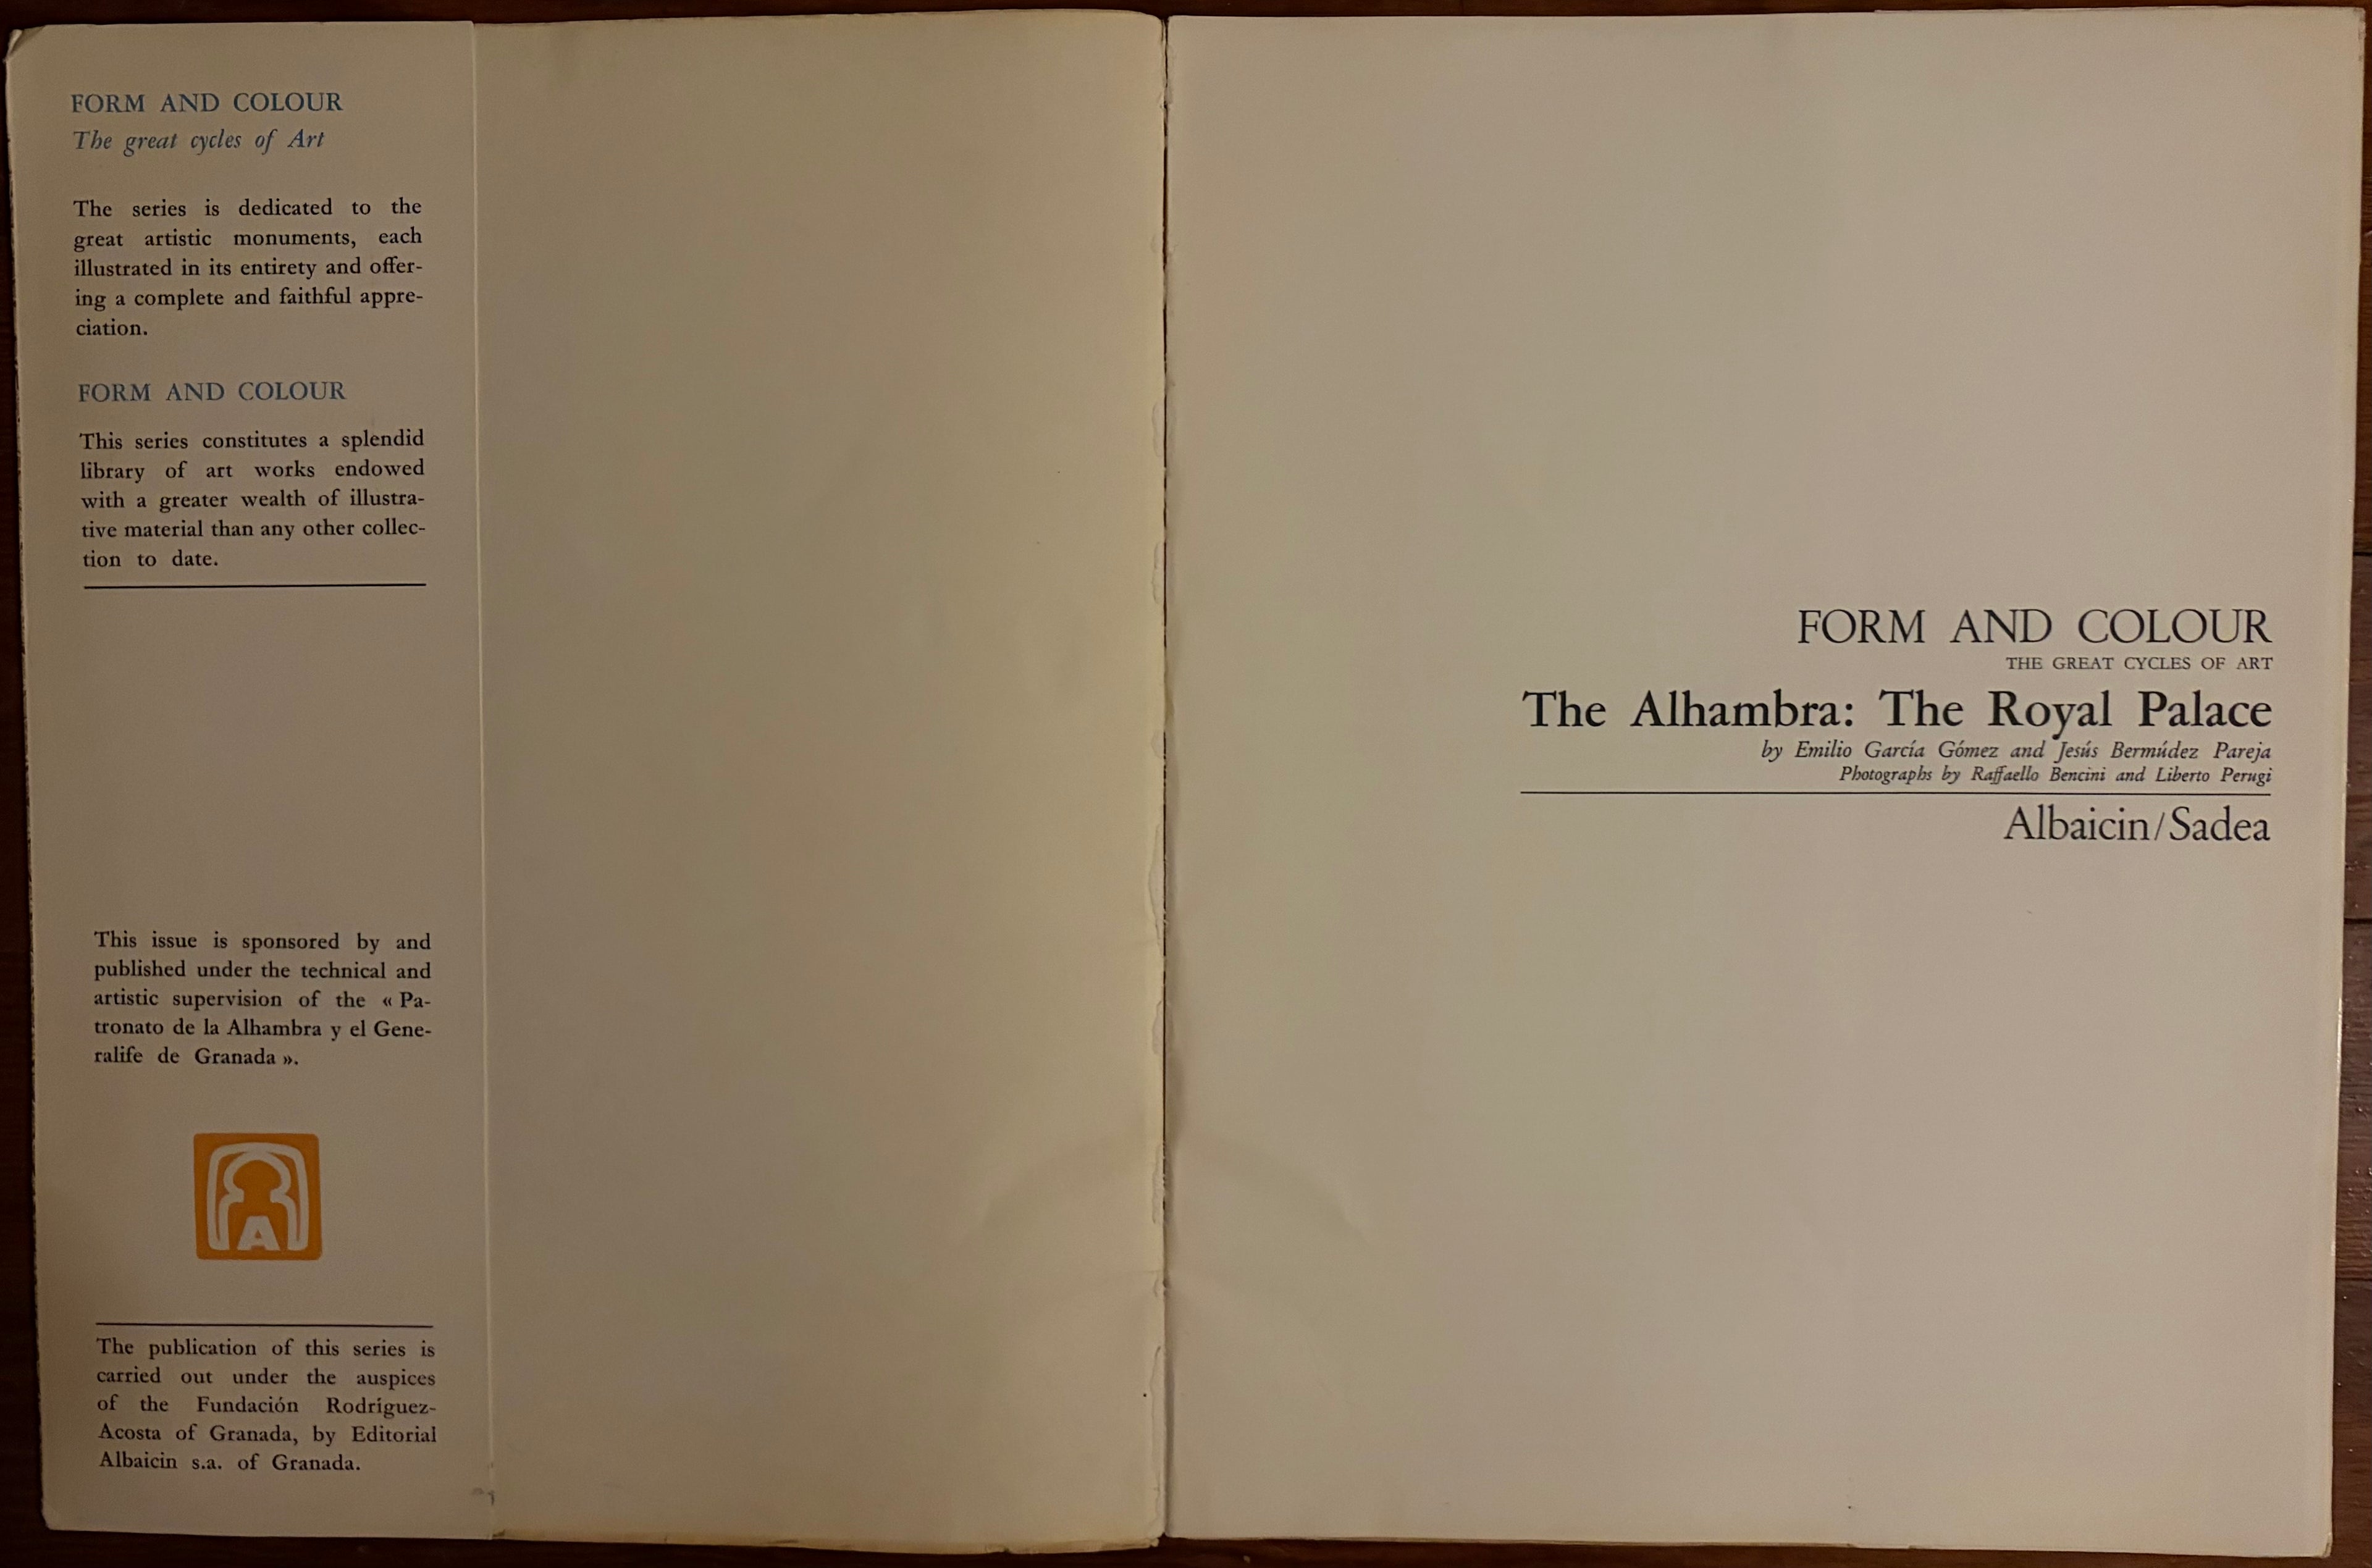 FORM AND COLOUR
The great cycles of Art
The series is dedicated to the
great artistic monuments, each
illustrated in its entirety and offer-
ing a complete and faithful appre-
ciation.
FORM AND COLOUR
This series constitutes a splendid
library of art works endowed
with a greater wealth of illustra-
tive material than any other collec-
tion to date.
This issue is sponsored by and
published under the technical and
artistic supervision of the « Pa-
tronato de la Alhambra y el Gene-
ralife de Granada ».
A
The publication of this series is
carried out under the auspices
of the Fundación Rodríguez-
Acosta of Granada, by Editorial
Albaicin s.a. of Granada.
FORM AND COLOUR
THE GREAT CYCLES OF ART
The Alhambra: The Royal Palace
by Emilio García Gómez and Jesús Bermúdez Pareja
Photographs by Raffaello Bencini and Liberto Perugi
Albaicin/Sadea